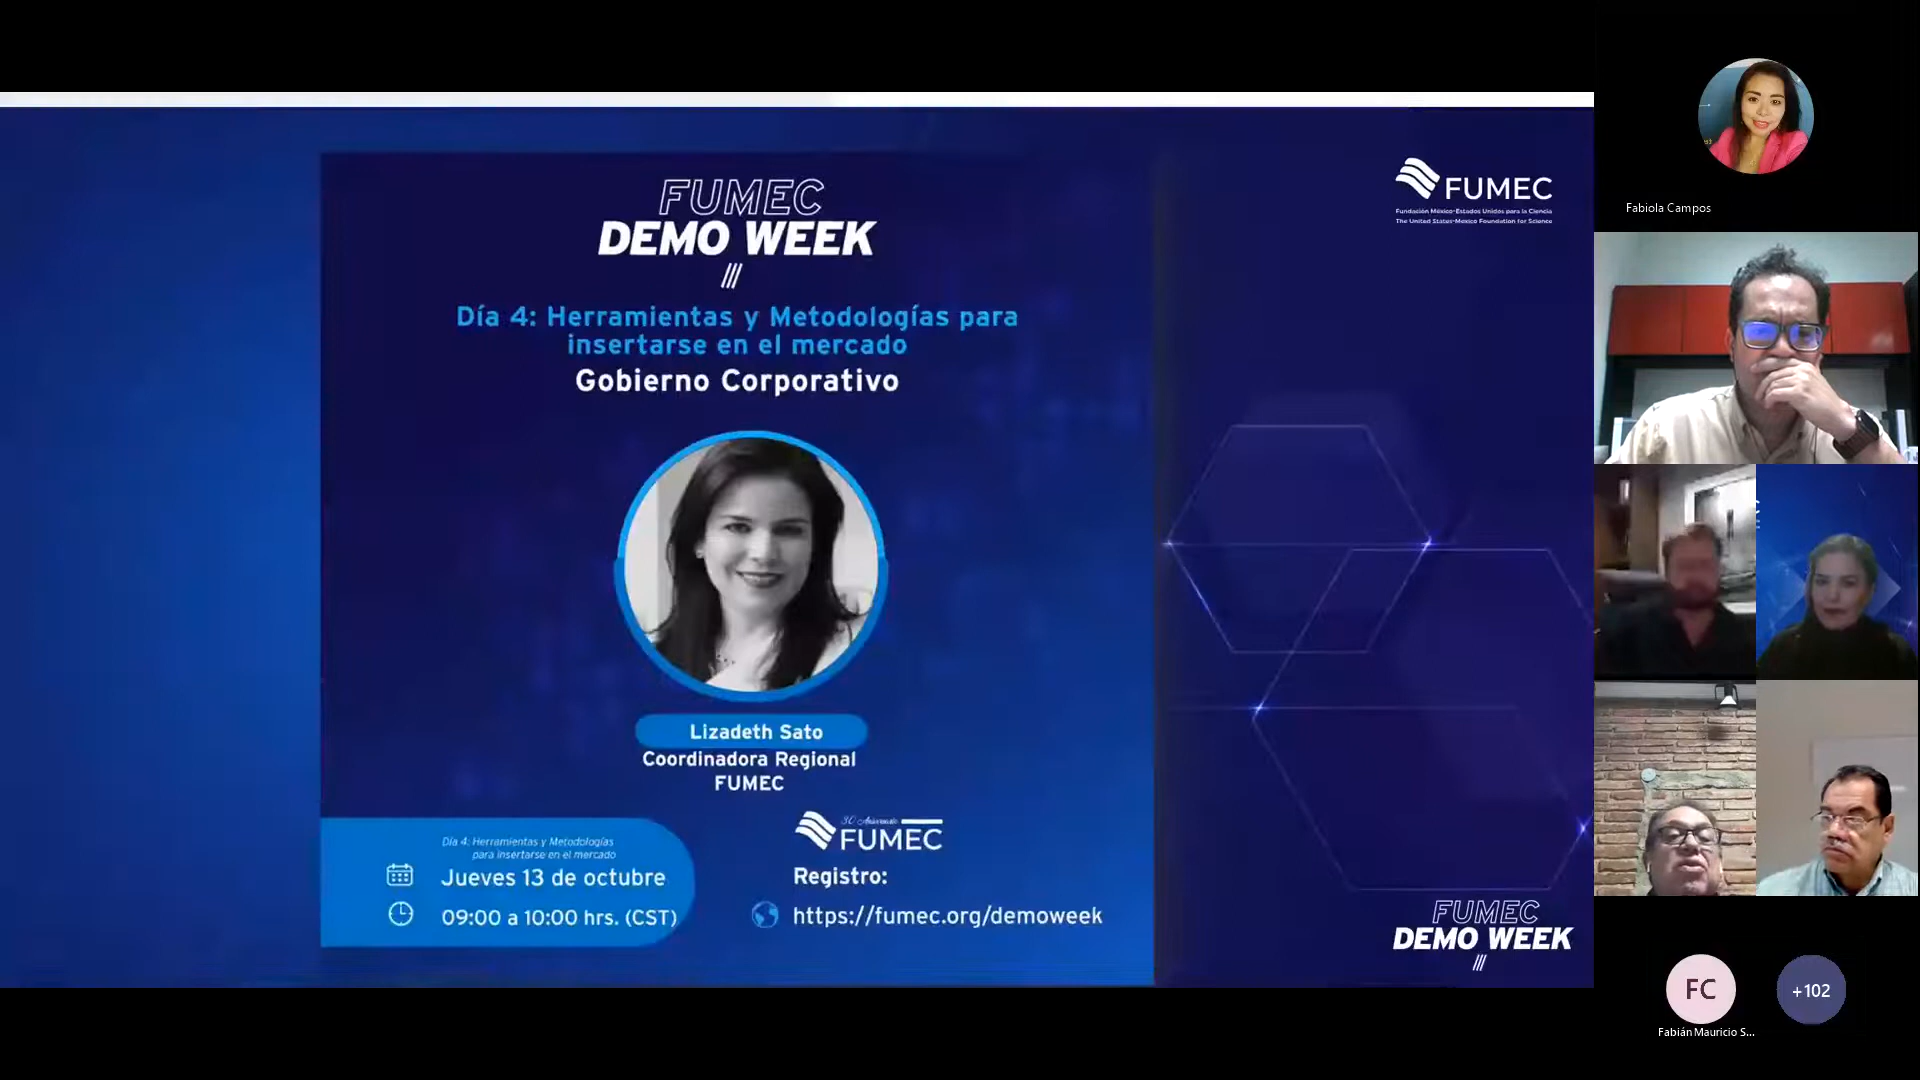 FUMEC
DEMO WEEK
Día 4: Herramientas y Metodologías para
insertarse en el mercado
Gobierno Corporativo
Lizadeth Sato
Coordinadora Regional
FUMEC
Día 4: Herramientas y Metodologías
para insertarse en el mercado
Jueves 13 de octubre
09:00 a 10:00 hrs. (CST)
30 Aniversario
FUMEC
Registro:
https://fumec.org/demoweek
FUMEC
Fundación México-Estados Unidos para la Ciencia
The United States-Mexico Foundation for Science
FUMEC
DEMO WEEK
Fabiola Campos
FC
+102
Fabián Mauricio S...